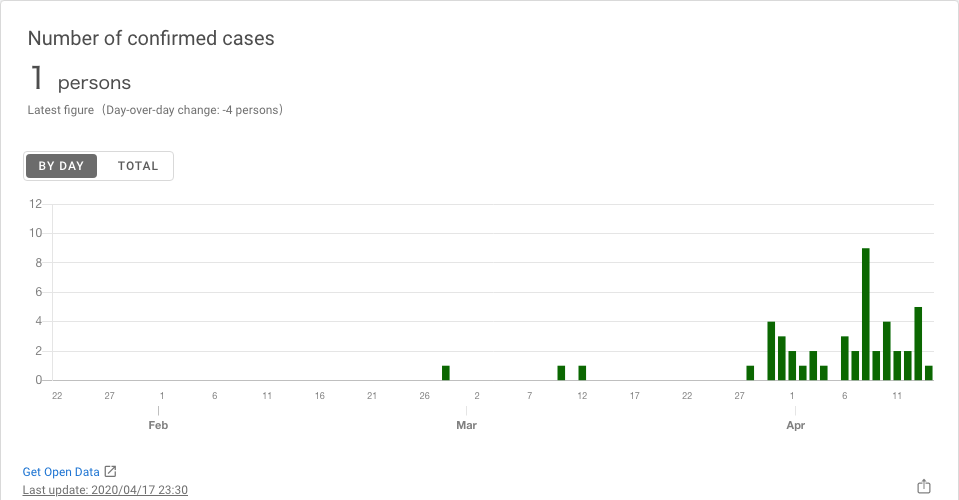 Number of confirmed cases
1 persons
Latest figure (Day-over-day change: -4 persons)
BY DAY TOTAL
12
10
8
6
4
2
0
22 27 1 6 11 16 21 26 2 7 12 17 22 27 1 6 11
Feb Mar Apr
Get Open Data
Last update: 2020/04/17 23:30